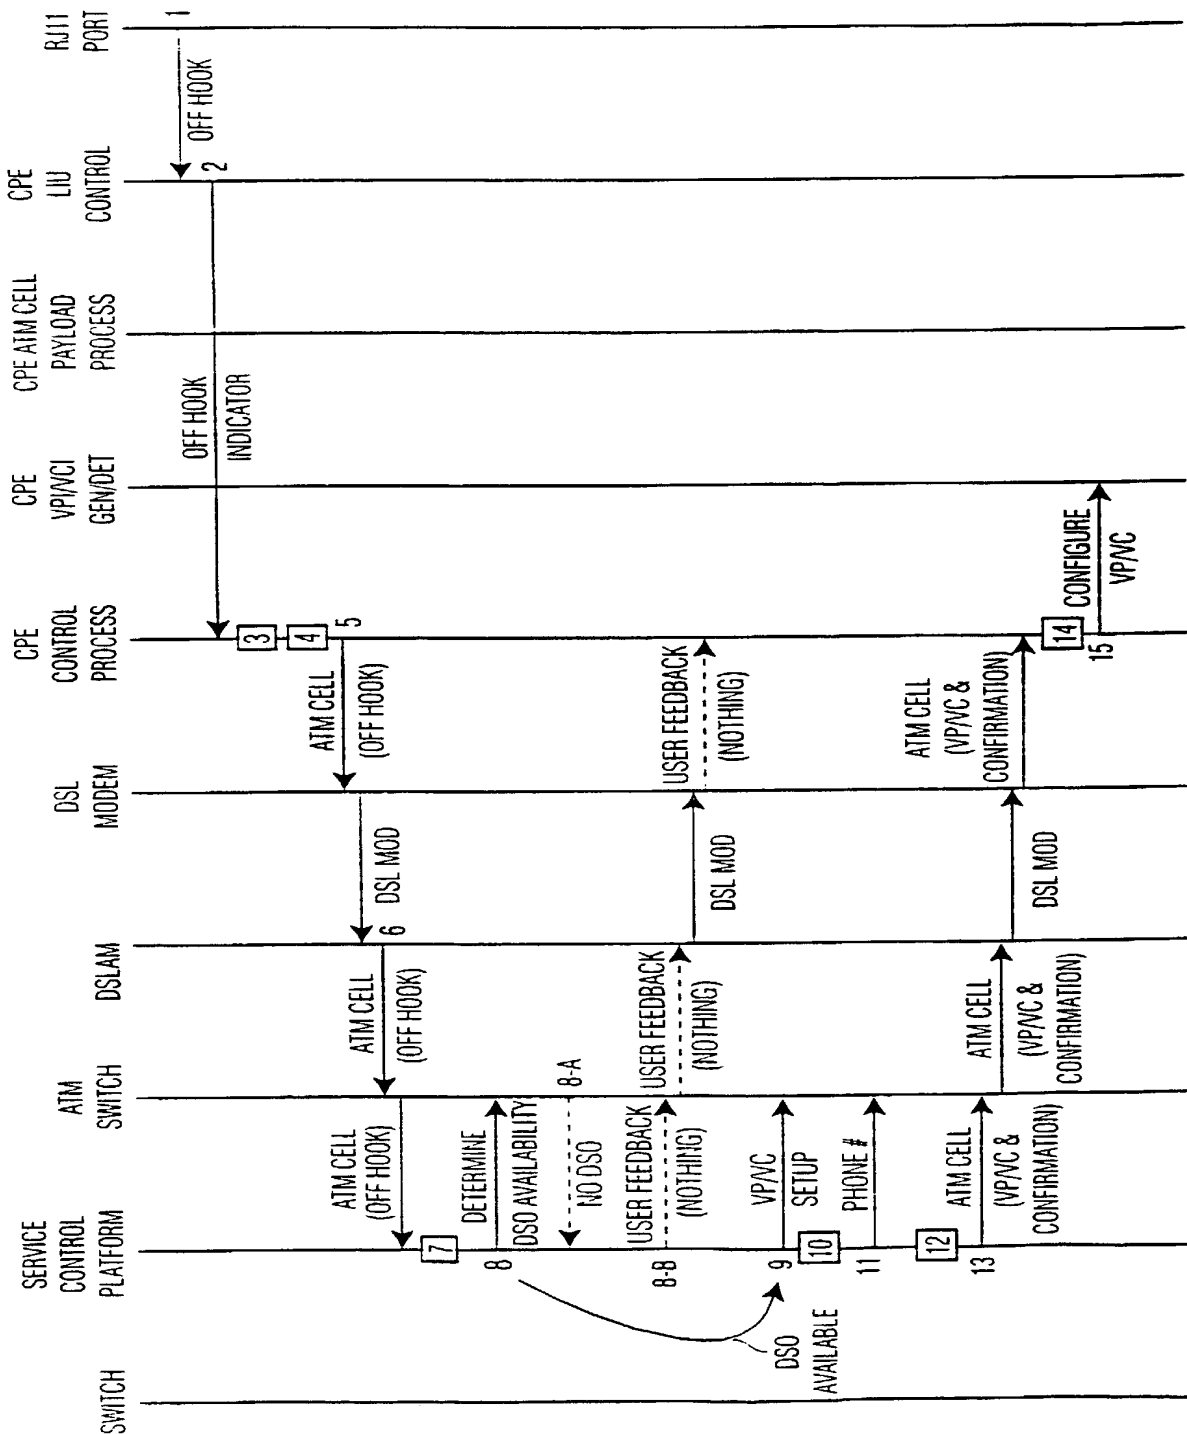 SWITCH
SERVICE
CONTROL
PLATFORM
ATM
SWITCH
DSLAM
DSL
MODEM
CPE
CONTROL
PROCESS
CPE
VPI/VCI
GEN/DET
CPE ATM CELL
PAYLOAD
PROCESS
CPE
LIU
CONTROL
RJ11
PORT
1
OFF HOOK
2
OFF HOOK
INDICATOR
3
4
5
ATM CELL
(OFF HOOK)
DSL MOD
6
ATM CELL
(OFF HOOK)
ATM CELL
(OFF HOOK)
7
DETERMINE
DSO AVAILABILITY
8
8-A
NO DSO
USER FEEDBACK
(NOTHING)
8-B
USER FEEDBACK
(NOTHING)
DSL MOD
USER FEEDBACK
(NOTHING)
DSO
AVAILABLE
9
VP/VC
SETUP
10
PHONE #
11
12
13
ATM CELL
(VP/VC &
CONFIRMATION)
ATM CELL
(VP/VC &
CONFIRMATION)
DSL MOD
ATM CELL
(VP/VC &
CONFIRMATION)
14
15
CONFIGURE
VP/VC